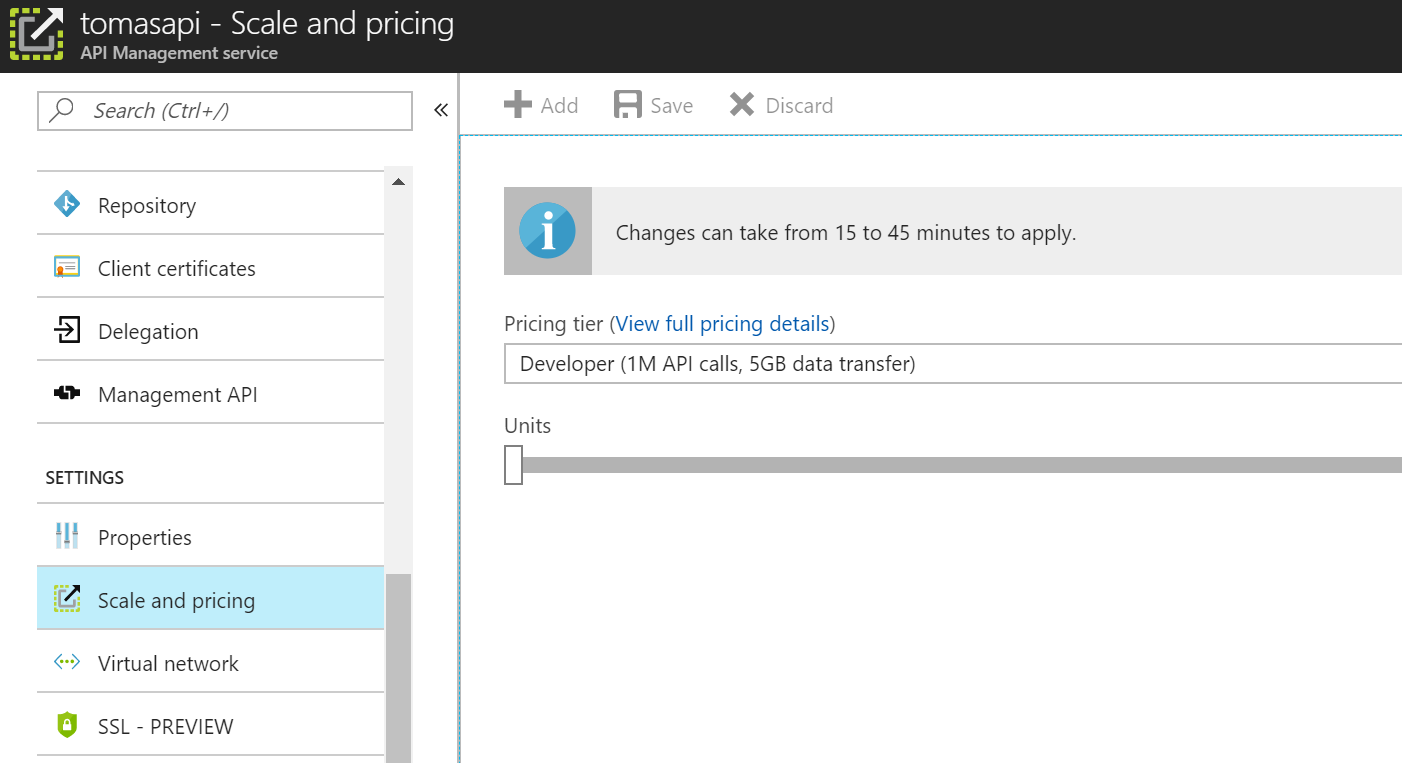 tomasapi - Scale and pricing
API Management service
Search (Ctrl+/)
Repository
Client certificates
Delegation
Management API
SETTINGS
Properties
Scale and pricing
Virtual network
SSL - PREVIEW
Add Save Discard
Changes can take from 15 to 45 minutes to apply.
Pricing tier (View full pricing details)
Developer (1M API calls, 5GB data transfer)
Units